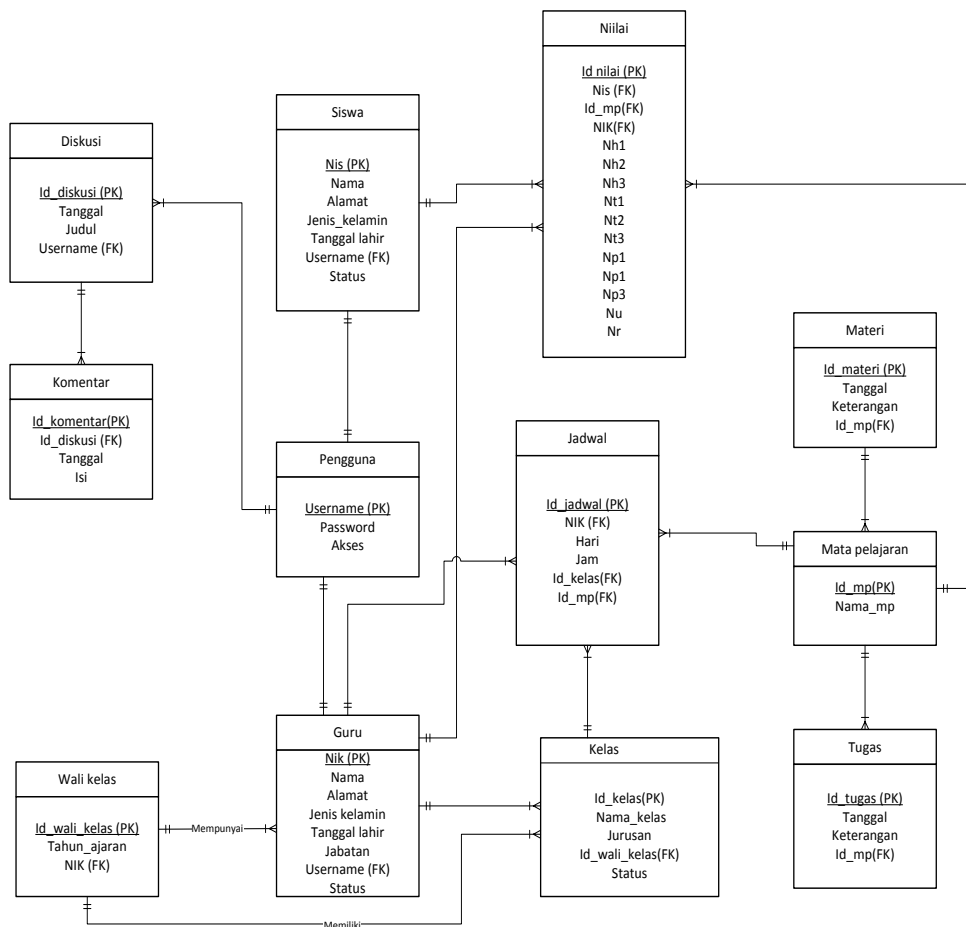 Niilai
Id nilai (PK)
Nis (FK)
Id_mp(FK)
NIK(FK)
Nh1
Nh2
Nh3
Nt1
Nt2
Nt3
Np1
Np1
Np3
Nu
Nr
Siswa
Nis (PK)
Nama
Alamat
Jenis_kelamin
Tanggal lahir
Username (FK)
Status
Diskusi
Id_diskusi (PK)
Tanggal
Judul
Username (FK)
Komentar
Id_komentar(PK)
Id_diskusi (FK)
Tanggal
Isi
Pengguna
Username (PK)
Password
Akses
Jadwal
Id_jadwal (PK)
NIK (FK)
Hari
Jam
Id_kelas(FK)
Id_mp(FK)
Materi
Id_materi (PK)
Tanggal
Keterangan
Id_mp(FK)
Mata pelajaran
Id_mp(PK)
Nama_mp
Guru
Nik (PK)
Nama
Alamat
Jenis kelamin
Tanggal lahir
Jabatan
Username (FK)
Status
Wali kelas
Id_wali_kelas (PK)
Tahun_ajaran
NIK (FK)
Mempunyai
Memiliki
Kelas
Id_kelas(PK)
Nama_kelas
Jurusan
Id_wali_kelas(FK)
Status
Tugas
Id_tugas (PK)
Tanggal
Keterangan
Id_mp(FK)